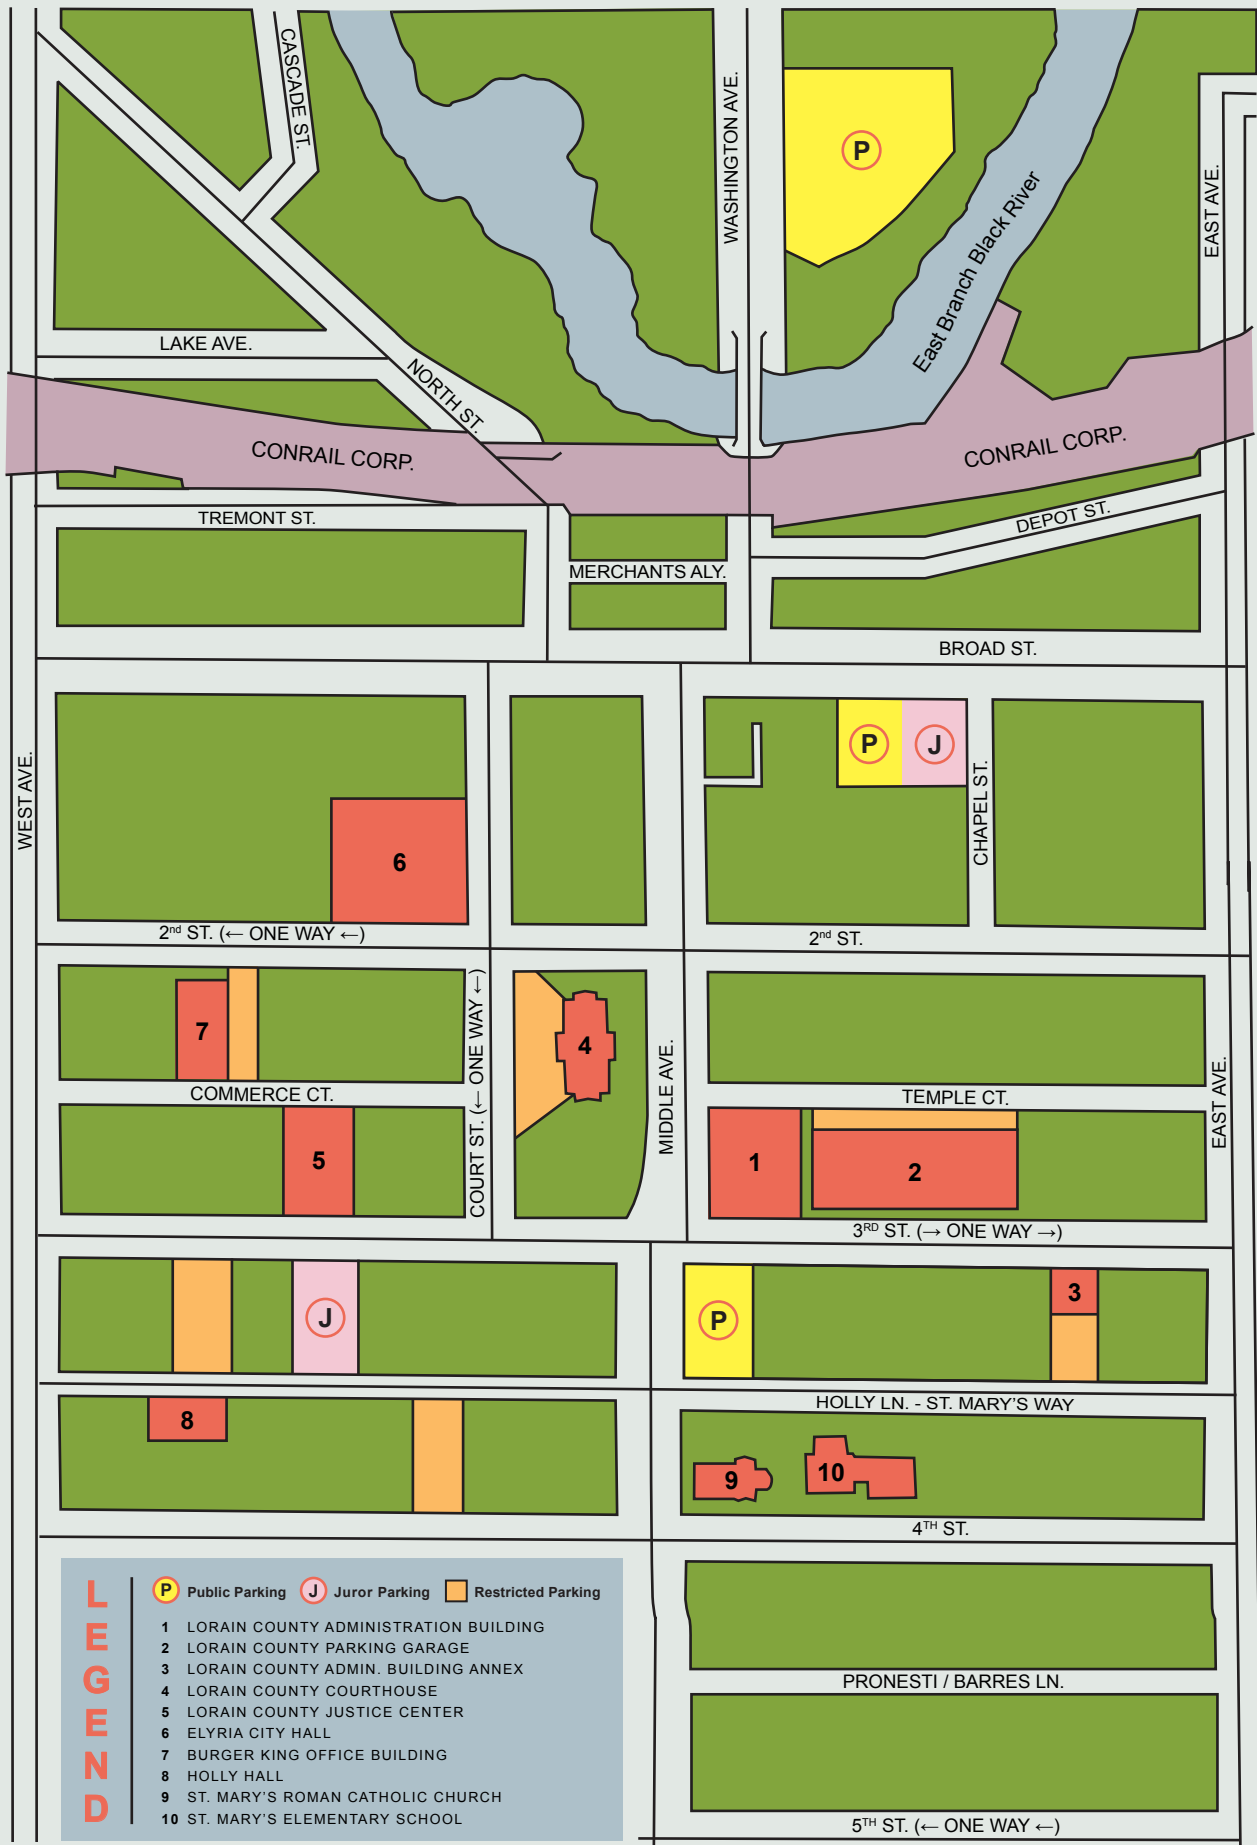 CASCADE ST.
WASHINGTON AVE.
P
East Branch Black River
EAST AVE.
LAKE AVE.
NORTH ST.
CONRAIL CORP.
CONRAIL CORP.
TREMONT ST.
DEPOT ST.
MERCHANTS ALY.
BROAD ST.
WEST AVE.
P
J
CHAPEL ST.
6
2nd ST. (← ONE WAY ←)
2nd ST.
7
COURT ST. (← ONE WAY ←)
4
MIDDLE AVE.
COMMERCE CT.
TEMPLE CT.
EAST AVE.
5
1
2
3RD ST. (→ ONE WAY →)
J
P
3
HOLLY LN. - ST. MARY'S WAY
8
9
10
4TH ST.
LEGEND
P Public Parking J Juror Parking Restricted Parking
1 LORAIN COUNTY ADMINISTRATION BUILDING
2 LORAIN COUNTY PARKING GARAGE
3 LORAIN COUNTY ADMIN. BUILDING ANNEX
4 LORAIN COUNTY COURTHOUSE
5 LORAIN COUNTY JUSTICE CENTER
6 ELYRIA CITY HALL
7 BURGER KING OFFICE BUILDING
8 HOLLY HALL
9 ST. MARY'S ROMAN CATHOLIC CHURCH
10 ST. MARY'S ELEMENTARY SCHOOL
PRONESTI / BARRES LN.
5TH ST. (← ONE WAY ←)